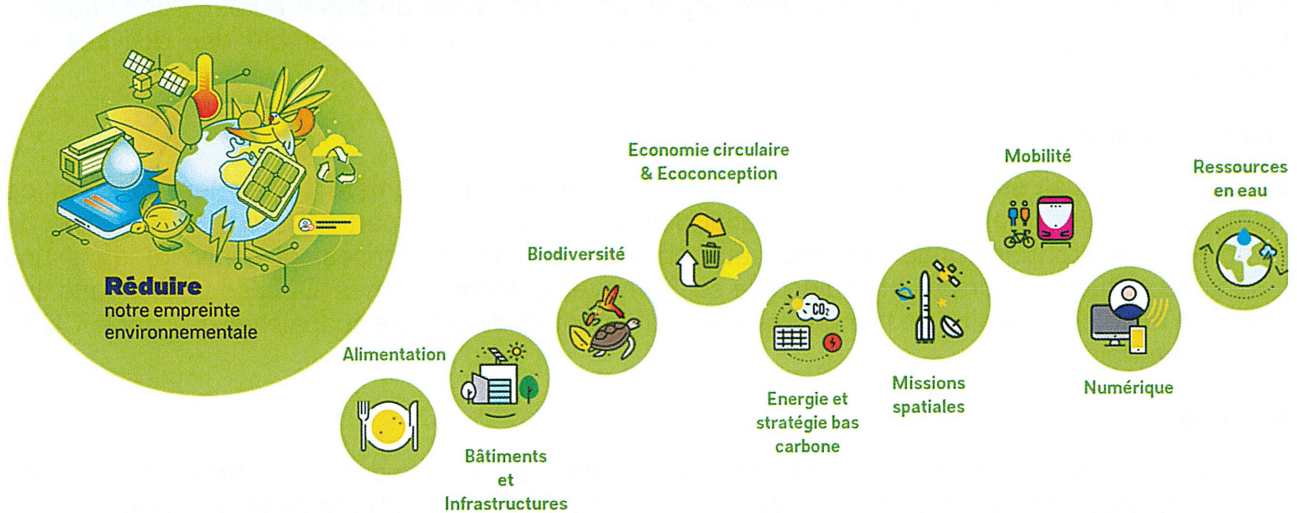 Réduire
notre empreinte
environnementale
Alimentation
Bâtiments
et
Infrastructures
Biodiversité
Economie circulaire
& Ecoconception
CO₂
Energie et
stratégie bas
carbone
Missions
spatiales
Mobilité
Numérique
Ressources
en eau